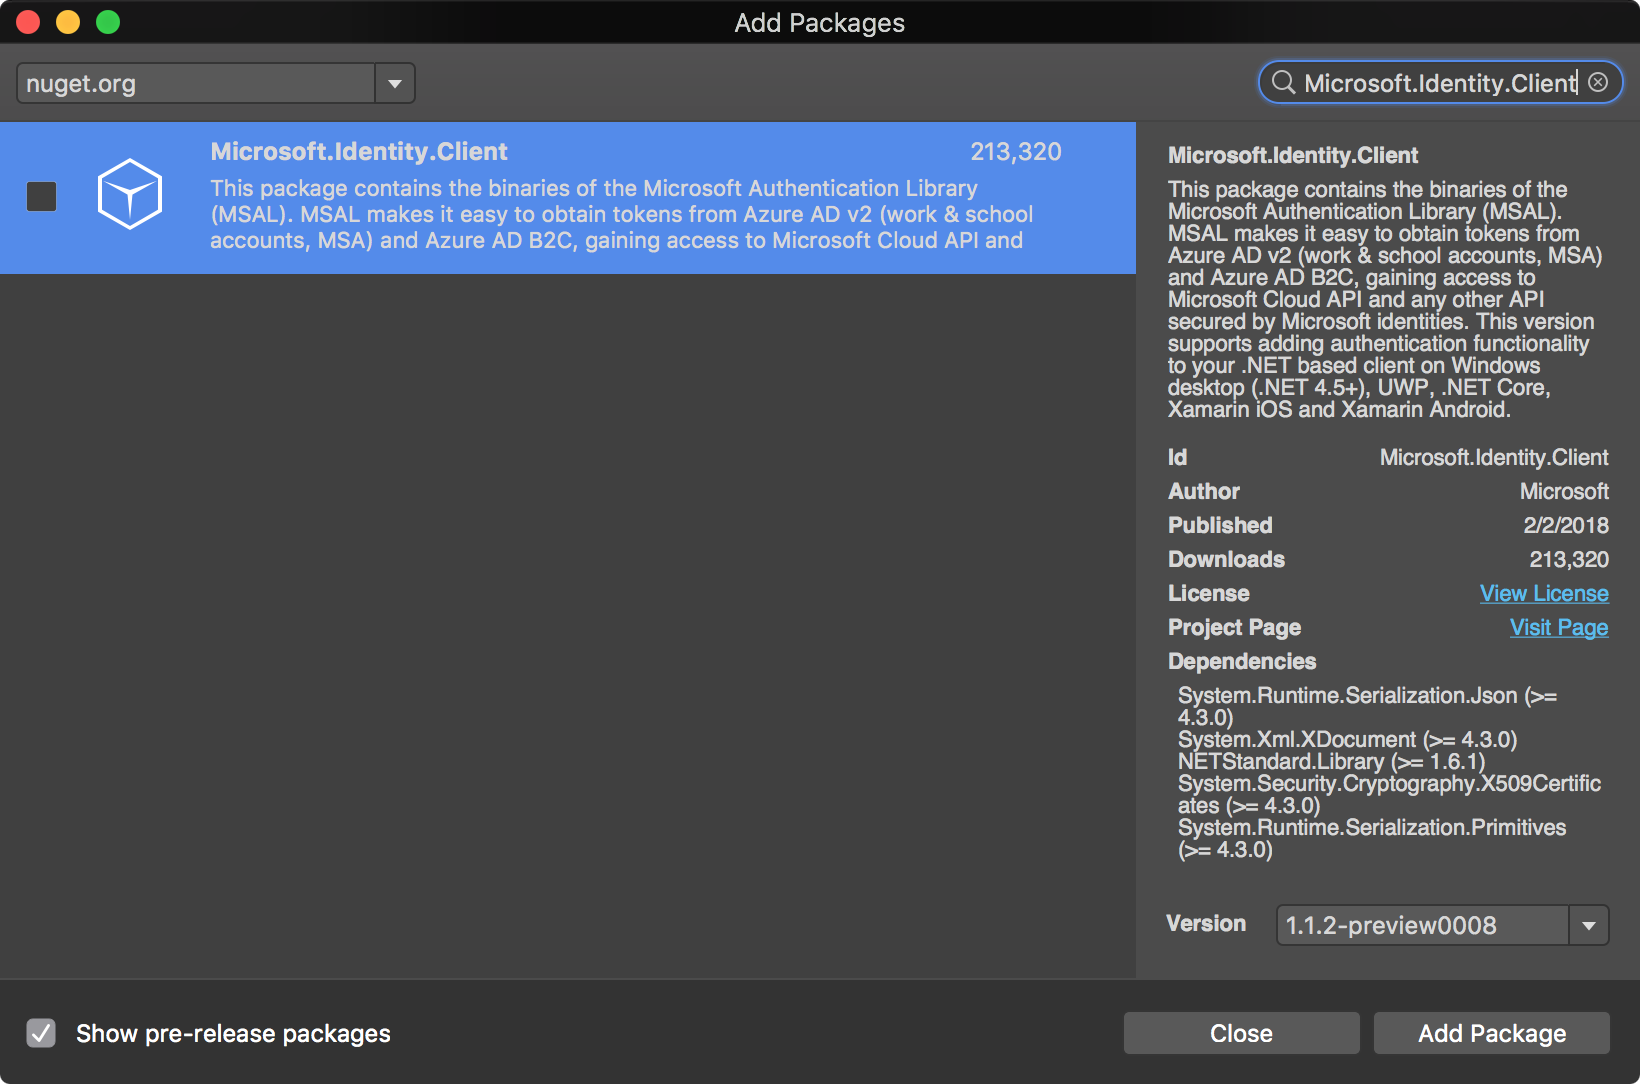 Add Packages
nuget.org
Microsoft.Identity.Client
Microsoft.Identity.Client
213,320
This package contains the binaries of the Microsoft Authentication Library
(MSAL). MSAL makes it easy to obtain tokens from Azure AD v2 (work & school
accounts, MSA) and Azure AD B2C, gaining access to Microsoft Cloud API and
Microsoft.Identity.Client
This package contains the binaries of the
Microsoft Authentication Library (MSAL).
MSAL makes it easy to obtain tokens from
Azure AD v2 (work & school accounts, MSA)
and Azure AD B2C, gaining access to
Microsoft Cloud API and any other API
secured by Microsoft identities. This version
supports adding authentication functionality
to your .NET based client on Windows
desktop (.NET 4.5+), UWP, .NET Core,
Xamarin iOS and Xamarin Android.
Id Microsoft.Identity.Client
Author Microsoft
Published 2/2/2018
Downloads 213,320
License View License
Project Page Visit Page
Dependencies
System.Runtime.Serialization.Json (>=
4.3.0)
System.Xml.XDocument (>= 4.3.0)
NETStandard.Library (>= 1.6.1)
System.Security.Cryptography.X509Certific
ates (>= 4.3.0)
System.Runtime.Serialization.Primitives
(>= 4.3.0)
Version 1.1.2-preview0008
Show pre-release packages
Close
Add Package